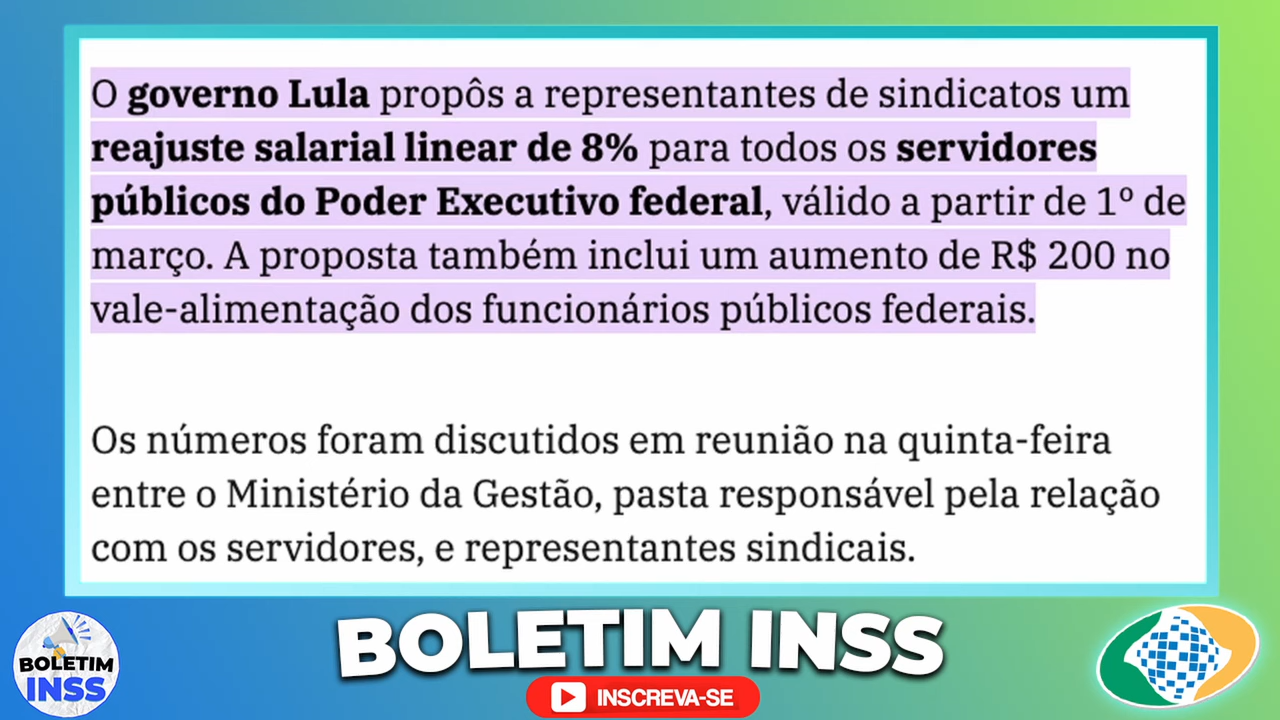 O governo Lula propôs a representantes de sindicatos um
reajuste salarial linear de 8% para todos os servidores
públicos do Poder Executivo federal, válido a partir de 1º de
março. A proposta também inclui um aumento de R$ 200 no
vale-alimentação dos funcionários públicos federais.
Os números foram discutidos em reunião na quinta-feira
entre o Ministério da Gestão, pasta responsável pela relação
com os servidores, e representantes sindicais.
BOLETIM INSS
INSCREVA-SE
BOLETIM
INSS